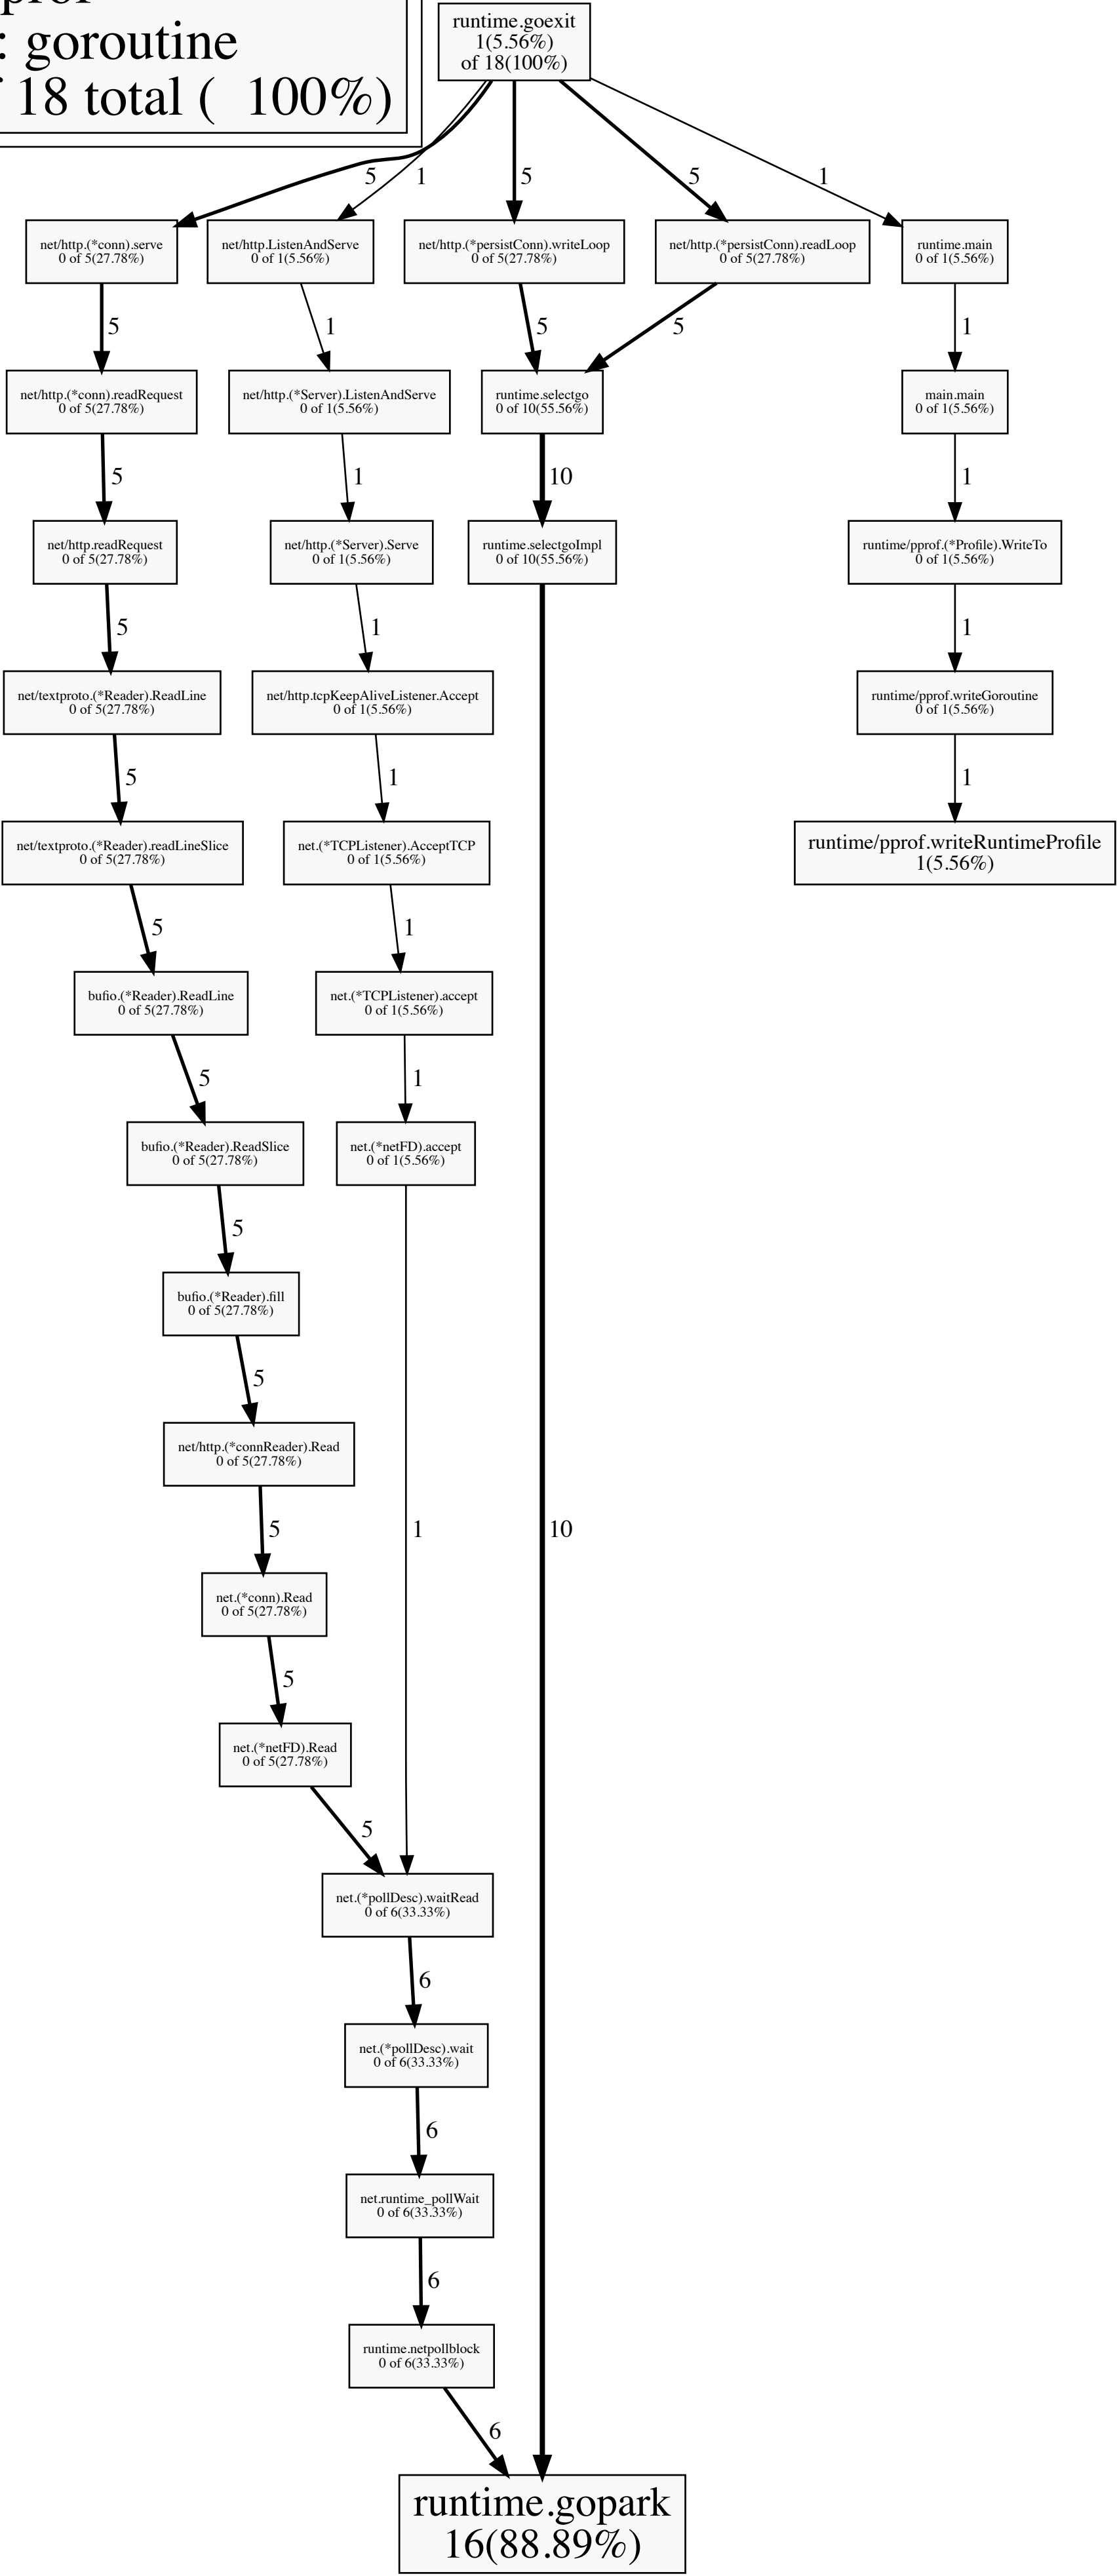 : goroutine
18 total ( 100%)
runtime.goexit
1(5.56%)
of 18(100%)
5
1
5
5
1
net/http.(*conn).serve
0 of 5(27.78%)
net/http.ListenAndServe
0 of 1(5.56%)
net/http.(*persistConn).writeLoop
0 of 5(27.78%)
net/http.(*persistConn).readLoop
0 of 5(27.78%)
runtime.main
0 of 1(5.56%)
5
1
5
5
1
net/http.(*conn).readRequest
0 of 5(27.78%)
net/http.(*Server).ListenAndServe
0 of 1(5.56%)
runtime.selectgo
0 of 10(55.56%)
main.main
0 of 1(5.56%)
5
1
10
1
net/http.readRequest
0 of 5(27.78%)
net/http.(*Server).Serve
0 of 1(5.56%)
runtime.selectgoImpl
0 of 10(55.56%)
runtime/pprof.(*Profile).WriteTo
0 of 1(5.56%)
5
1
1
net/textproto.(*Reader).ReadLine
0 of 5(27.78%)
net/http.tcpKeepAliveListener.Accept
0 of 1(5.56%)
runtime/pprof.writeGoroutine
0 of 1(5.56%)
5
1
1
net/textproto.(*Reader).readLineSlice
0 of 5(27.78%)
net.(*TCPListener).AcceptTCP
0 of 1(5.56%)
runtime/pprof.writeRuntimeProfile
1(5.56%)
5
1
bufio.(*Reader).ReadLine
0 of 5(27.78%)
net.(*TCPListener).accept
0 of 1(5.56%)
5
1
bufio.(*Reader).ReadSlice
0 of 5(27.78%)
net.(*netFD).accept
0 of 1(5.56%)
5
bufio.(*Reader).fill
0 of 5(27.78%)
5
net/http.(*connReader).Read
0 of 5(27.78%)
5
1
10
net.(*conn).Read
0 of 5(27.78%)
5
net.(*netFD).Read
0 of 5(27.78%)
5
net.(*pollDesc).waitRead
0 of 6(33.33%)
6
net.(*pollDesc).wait
0 of 6(33.33%)
6
net.runtime_pollWait
0 of 6(33.33%)
6
runtime.netpollblock
0 of 6(33.33%)
6
runtime.gopark
16(88.89%)